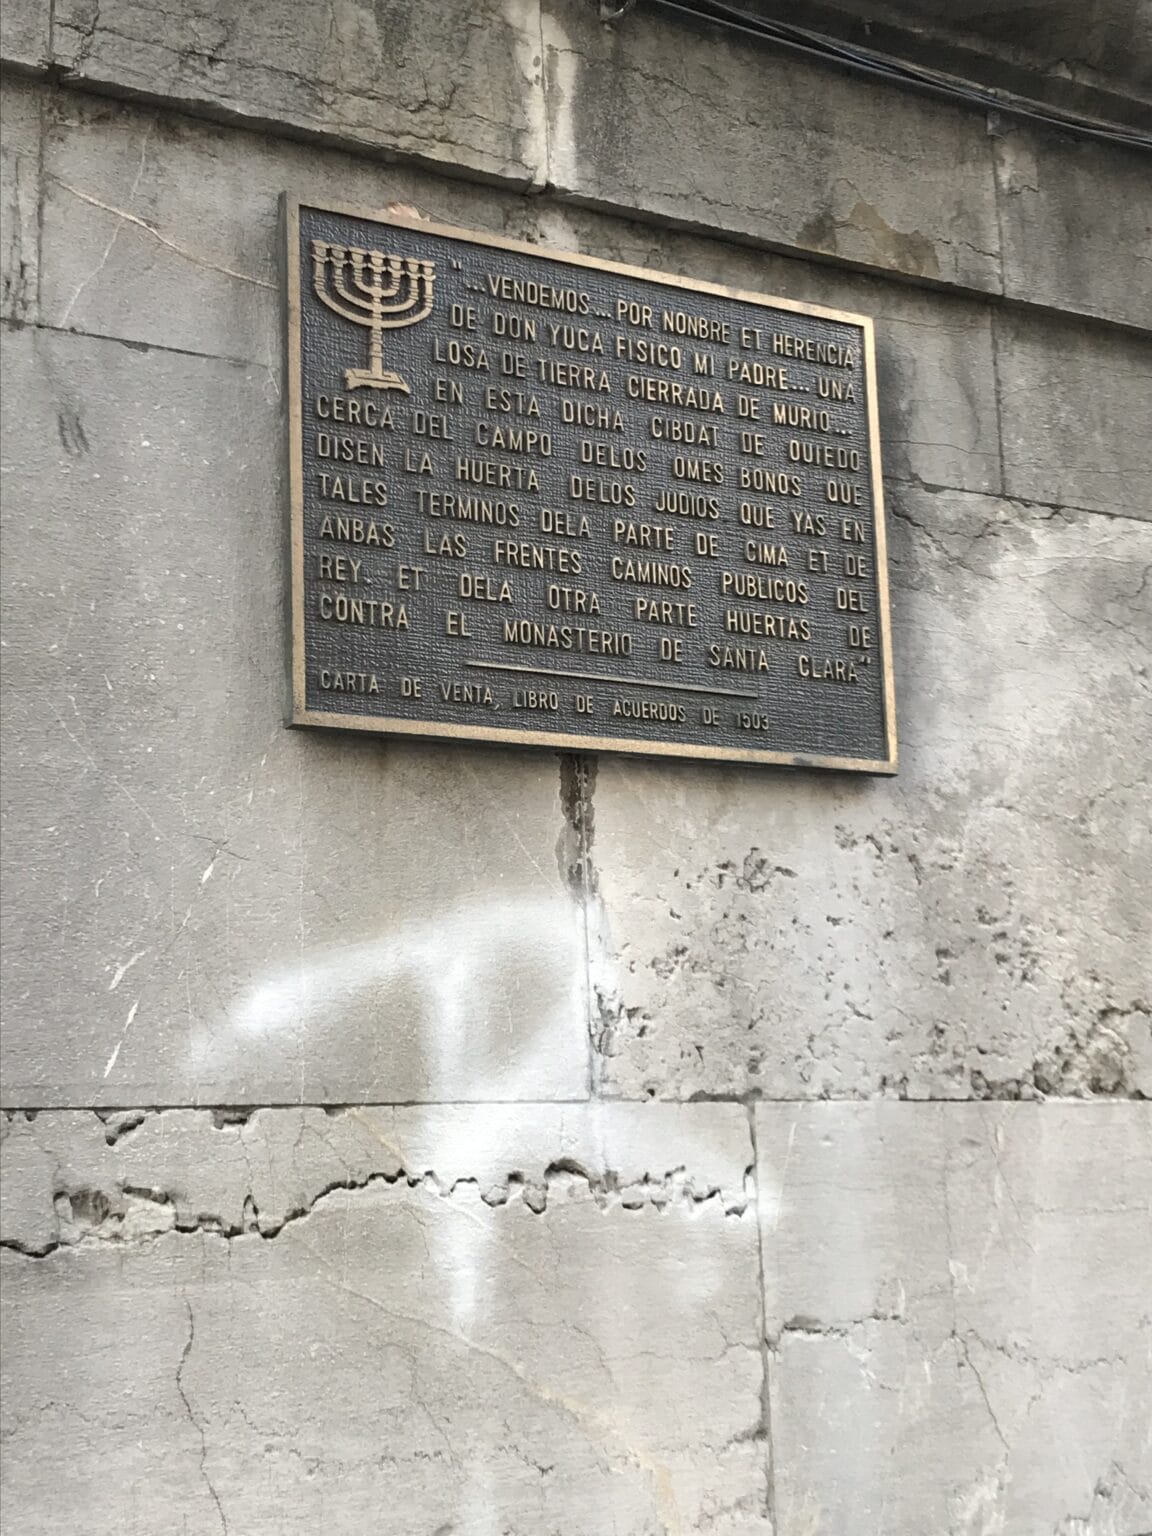 "...VENDEMOS... POR NONBRE ET HERENCIA
DE DON YUCA FISICO MI PADRE... UNA
LOSA DE TIERRA CIERRADA DE MURIO...
EN ESTA DICHA CIBDAT DE OUIEDO
CERCA DEL CAMPO DELOS OMES BONOS QUE
DISEN LA HUERTA DELOS JUDIOS QUE YAS EN
TALES TERMINOS DELA PARTE DE CIMA ET DE
ANBAS LAS FRENTES CAMINOS PUBLICOS DEL
REY. ET DELA OTRA PARTE HUERTAS DE
CONTRA EL MONASTERIO DE SANTA CLARA"
CARTA DE VENTA, LIBRO DE ACUERDOS DE 1503